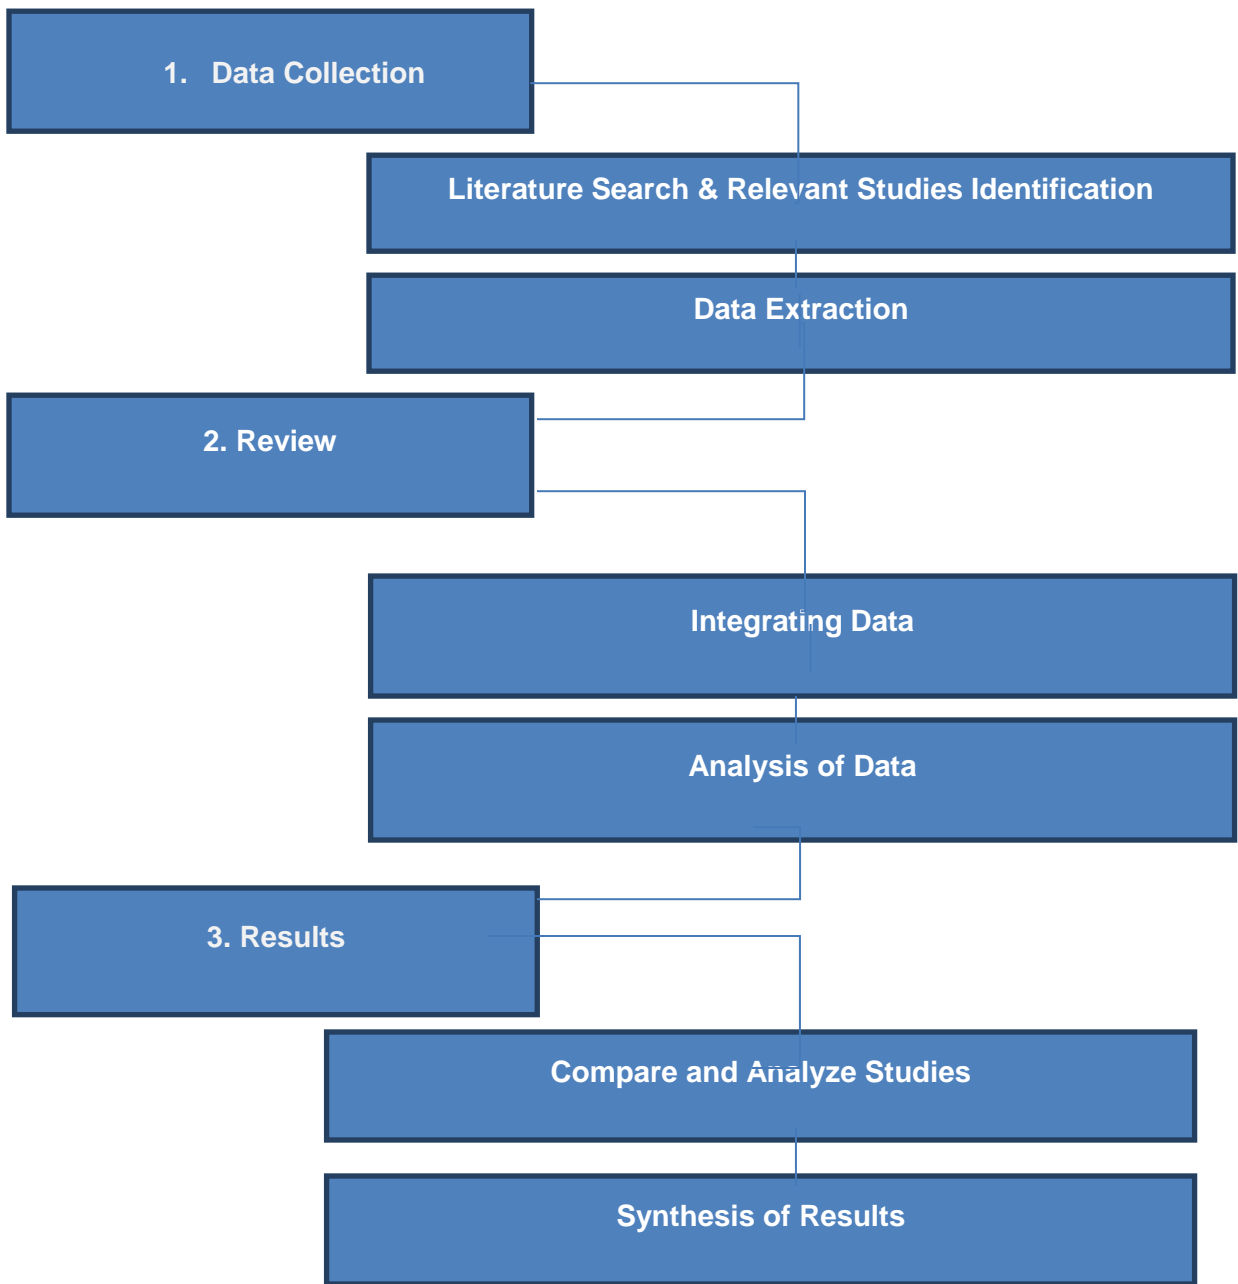 1. Data Collection
Literature Search & Relevant Studies Identification
Data Extraction
2. Review
Integrating Data
Analysis of Data
3. Results
Compare and Analyze Studies
Synthesis of Results